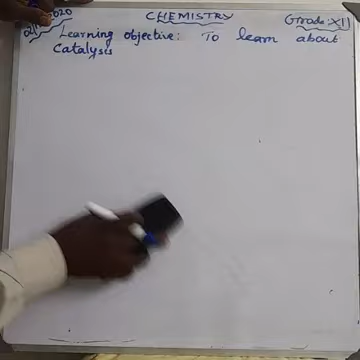 CHEMISTRY
Grade: XII
Learning objective: To learn about
Catalysis